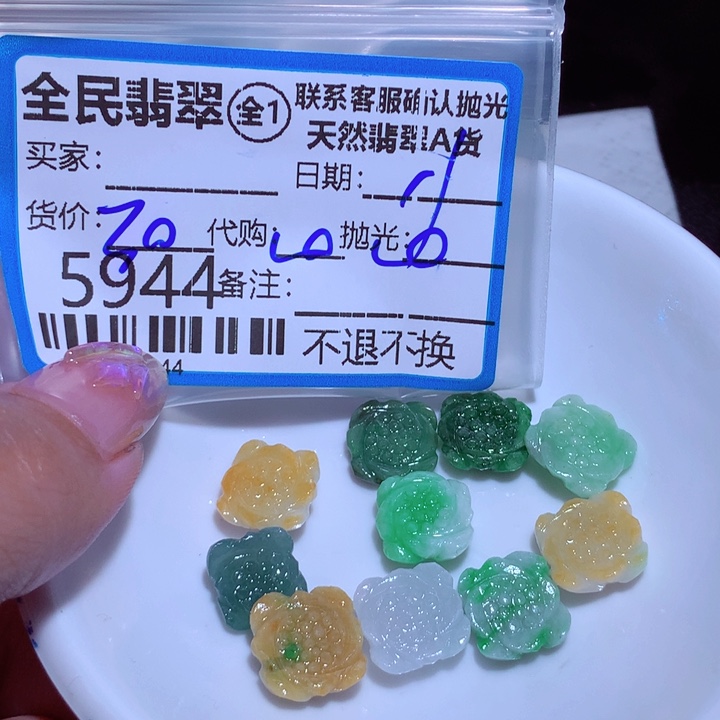 全民翡翠 全1 联系客服确认抛光
天然翡翠A货
买家: 日期:
货价: 代购: 抛光:
5944 备注:
不退不换
44